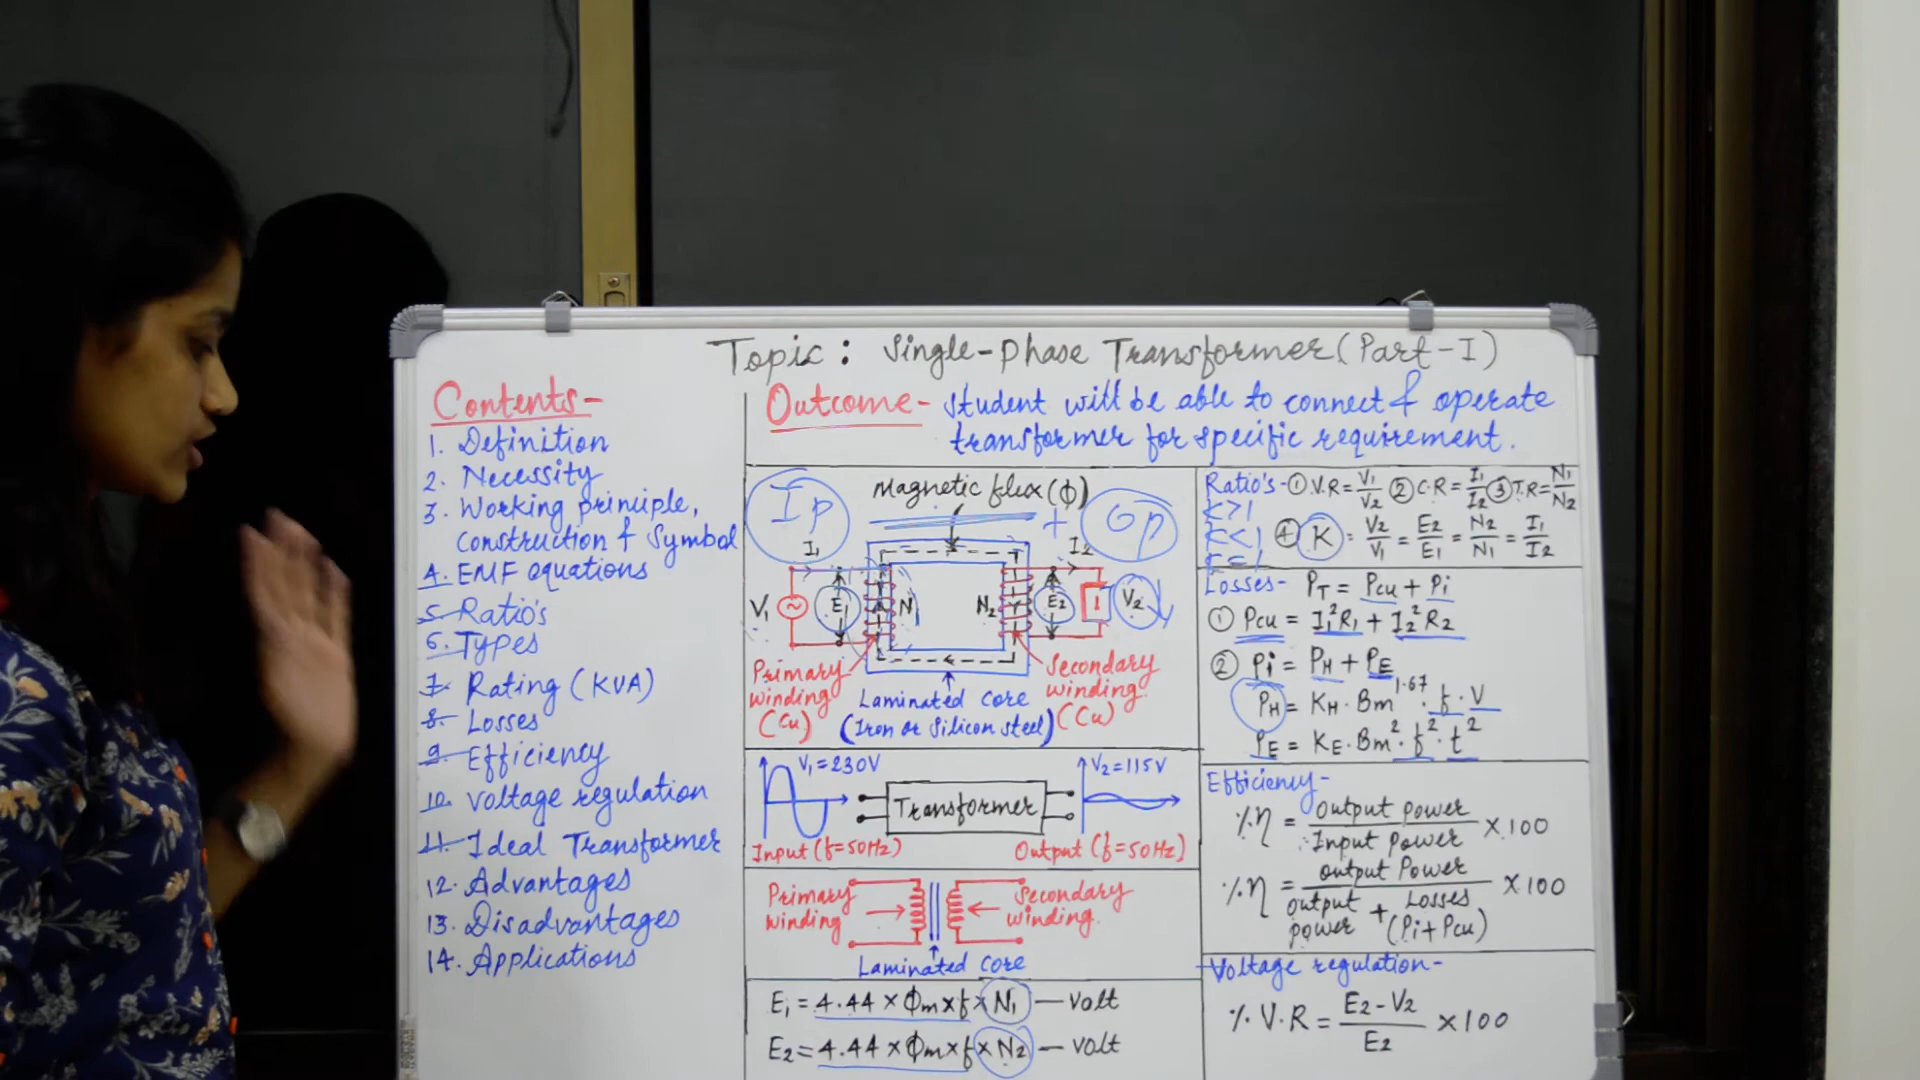 Topic: Single-phase Transformer (Part-I)
Contents-
1. Definition
2. Necessity
3. Working principle,
construction & Symbol
4. EMF equations
5. Ratio's
6. Types
7. Rating (KVA)
8. Losses
9. Efficiency
10. Voltage regulation
11. Ideal Transformer
12. Advantages
13. Disadvantages
14. Applications
Outcome- Student will be able to connect & operate
transformer for specific requirement.
Magnetic flux (ϕ)
Ip + Op
I₁ I₂
V₁ E₁ N₁ N₂ E₂ L V₂
Primary winding (Cu)
Laminated core
(Iron or Silicon steel)
Secondary winding (Cu)
V₁=230V V₂=115V
Transformer
Input (f=50Hz) Output (f=50Hz)
Primary winding Secondary winding
Laminated core
E₁ = 4.44 × ϕm × f × N₁ — Volt
E₂ = 4.44 × ϕm × f × N₂ — Volt
Ratio's - ① V.R = V₁/V₂ ② C.R = I₁/I₂ ③ T.R = N₁/N₂
K>1
K<1
K=1
④ K = V₂/V₁ = E₂/E₁ = N₂/N₁ = I₁/I₂
Losses- PT = Pcu + Pi
① Pcu = I₁²R₁ + I₂²R₂
② Pi = PH + PE
PH = KH · Bm^1.67 · f · V
PE = KE · Bm² · f² · t²
Efficiency-
%η = Output power / Input Power × 100
%η = output Power / output power + Losses (Pi + Pcu) × 100
Voltage regulation-
% V.R = E₂-V₂ / E₂ × 100